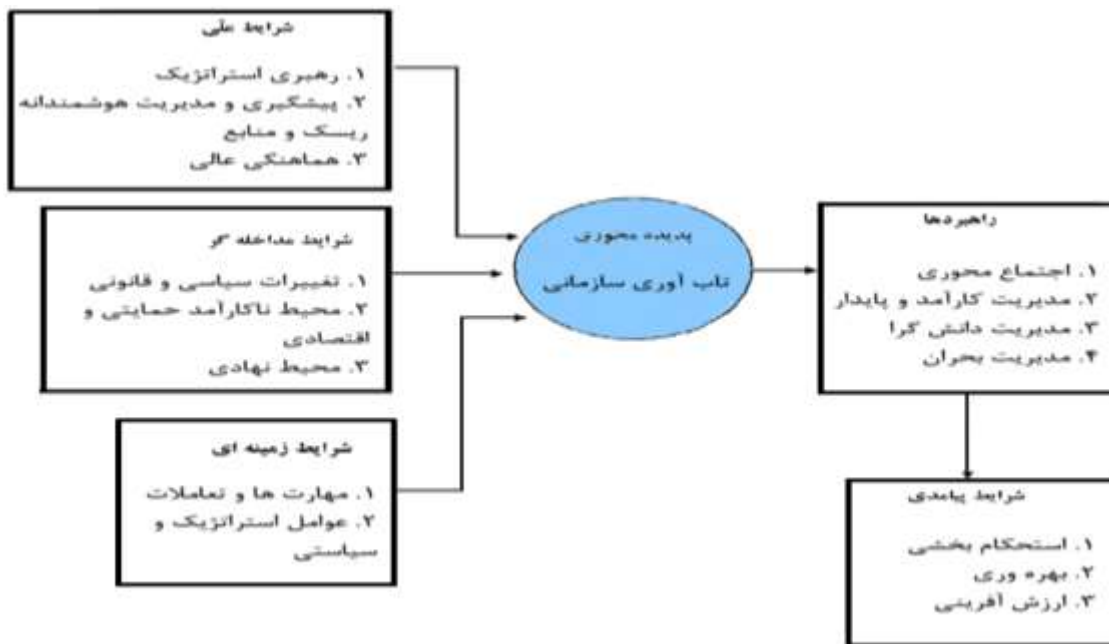 شرایط علّی
۱. رهبری استراتژیک
۲. پیشگیری و مدیریت هوشمندانه
ریسک و منابع
۳. هماهنگی عالی
شرایط مداخله گر
۱. تغییرات سیاسی و قانونی
۲. محیط ناکارآمد حمایتی و
اقتصادی
۳. محیط نهادی
شرایط زمینه ای
۱. مهارت ها و تعاملات
۲. عوامل استراتژیک و
سیاستی
پدیده محوری
تاب آوری سازمانی
راهبردها
۱. اجتماع محوری
۲. مدیریت کارآمد و پایدار
۳. مدیریت دانش گرا
۴. مدیریت بحران
شرایط پیامدی
۱. استحکام بخشی
۲. بهره وری
۳. ارزش آفرینی